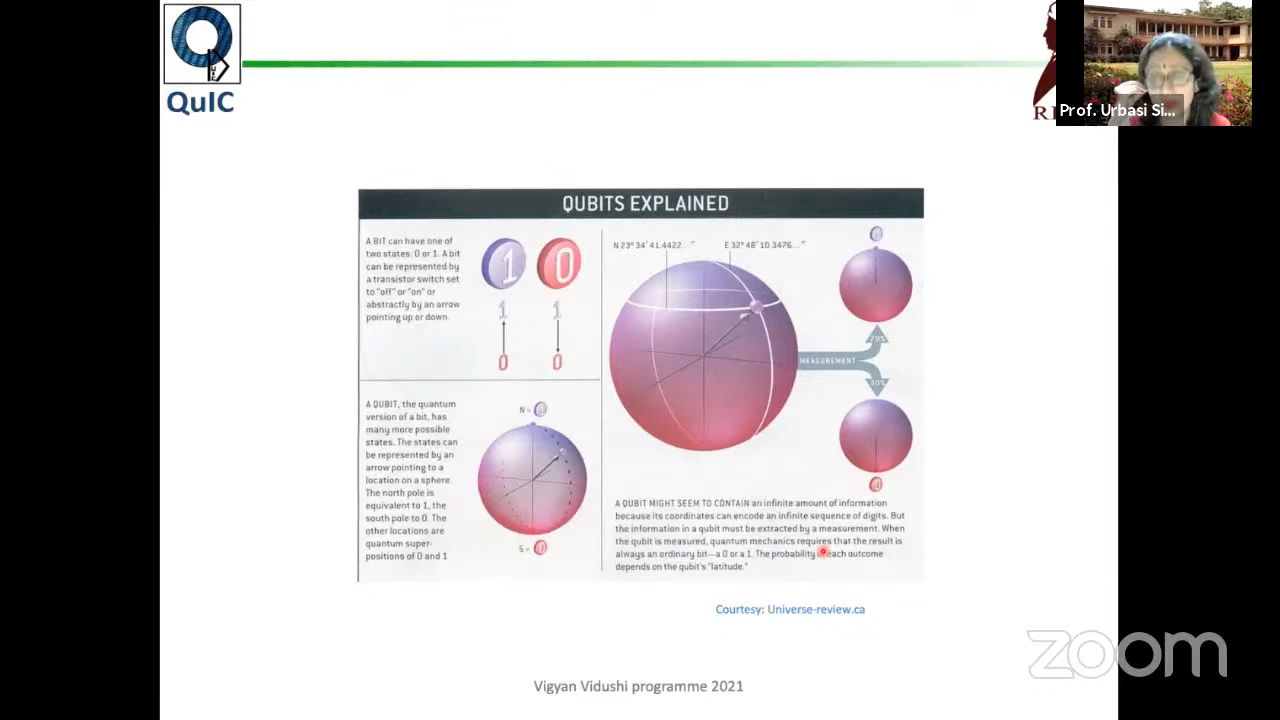 QuIC
Prof. Urbasi Si...
QUBITS EXPLAINED
A BIT can have one of
two states: 0 or 1. A bit
can be represented by
a transistor switch set
to "off" or "on" or
abstractly by an arrow
pointing up or down.
1 0
1 1
0 0
A QUBIT, the quantum
version of a bit, has
many more possible
states. The states can
be represented by an
arrow pointing to a
location on a sphere.
The north pole is
equivalent to 1, the
south pole to 0. The
other locations are
quantum super-
positions of 0 and 1
N =
S = 0
N 23° 34' 41.4422... "
E 32° 48' 10.3476... "
70%
MEASUREMENT
30%
0
A QUBIT MIGHT SEEM TO CONTAIN an infinite amount of information
because its coordinates can encode an infinite sequence of digits. But
the information in a qubit must be extracted by a measurement. When
the qubit is measured, quantum mechanics requires that the result is
always an ordinary bit—a 0 or a 1. The probability each outcome
depends on the qubit's "latitude."
Courtesy: Universe-review.ca
Vigyan Vidushi programme 2021
zoom